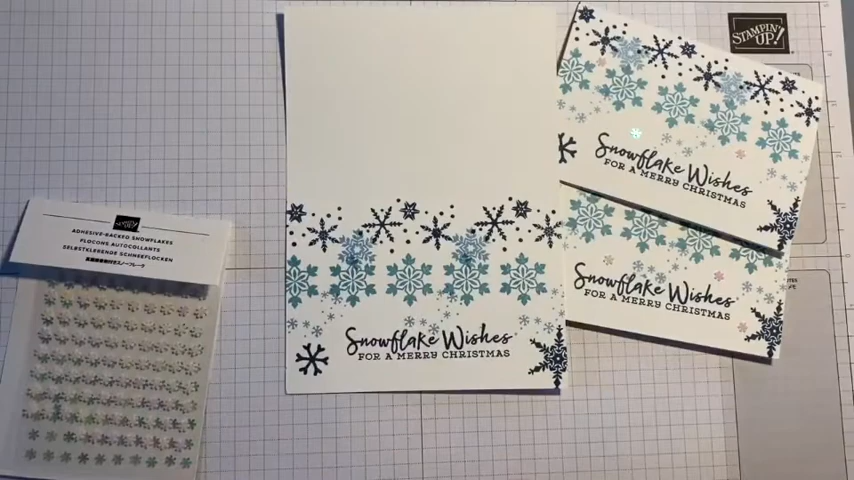 STAMPIN' UP!
Snowflake Wishes
FOR A MERRY CHRISTMAS
Snowflake Wishes
FOR A MERRY CHRISTMAS
Snowflake Wishes
FOR A MERRY CHRISTMAS
ADHESIVE-BACKED SNOWFLAKES
FLOCONS AUTOCOLLANTS
SELBSTKLEBENDE SCHNEEFLOCKEN